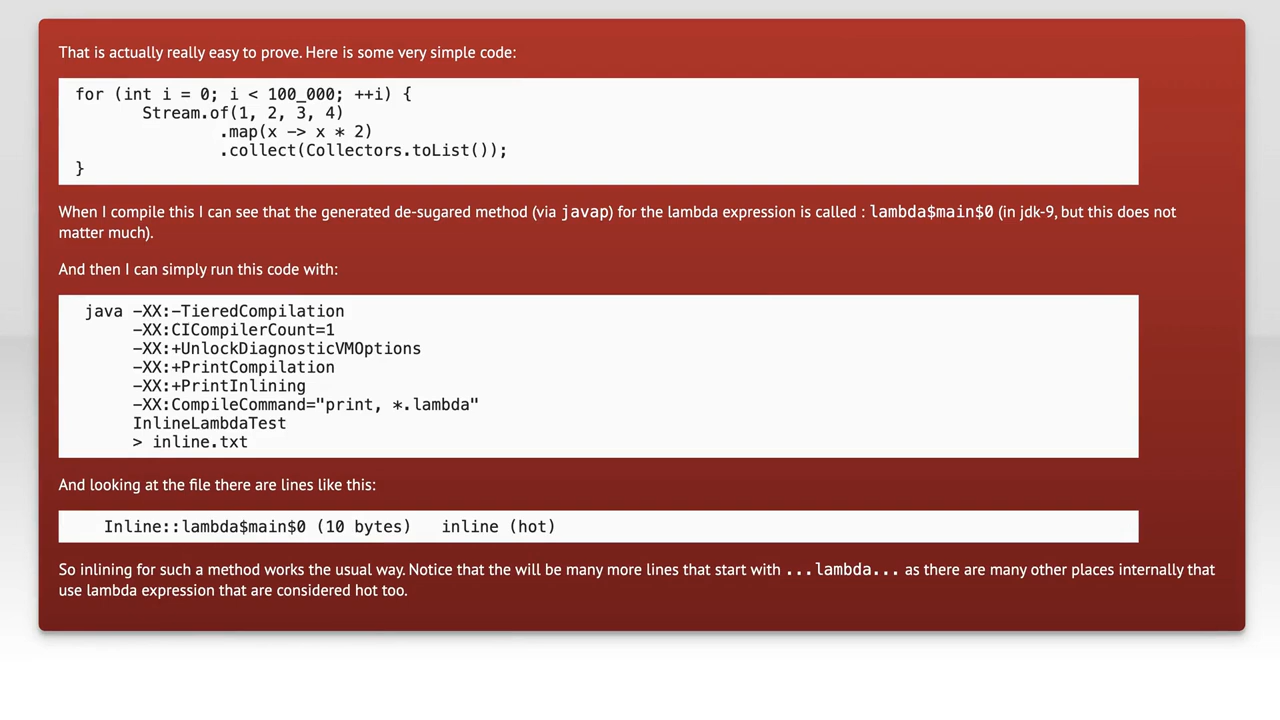 That is actually really easy to prove. Here is some very simple code:
for (int i = 0; i < 100_000; ++i) {
Stream.of(1, 2, 3, 4)
.map(x -> x * 2)
.collect(Collectors.toList());
}
When I compile this I can see that the generated de-sugared method (via javap) for the lambda expression is called : lambda$main$0 (in jdk-9, but this does not
matter much).
And then I can simply run this code with:
java -XX:-TieredCompilation
-XX:CICompilerCount=1
-XX:+UnlockDiagnosticVMOptions
-XX:+PrintCompilation
-XX:+PrintInlining
-XX:CompileCommand="print, *.lambda"
InlineLambdaTest
> inline.txt
And looking at the file there are lines like this:
Inline::lambda$main$0 (10 bytes)   inline (hot)
So inlining for such a method works the usual way. Notice that the will be many more lines that start with ...lambda... as there are many other places internally that
use lambda expression that are considered hot too.